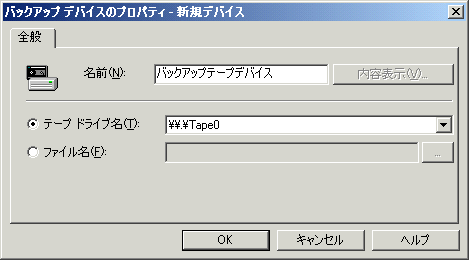 バックアップ デバイスのプロパティ - 新規デバイス
全般
名前(N): バックアップテープデバイス 内容表示(V)...
テープ ドライブ名(T): ¥¥.¥Tape0
ファイル名(F): ...
OK キャンセル ヘルプ